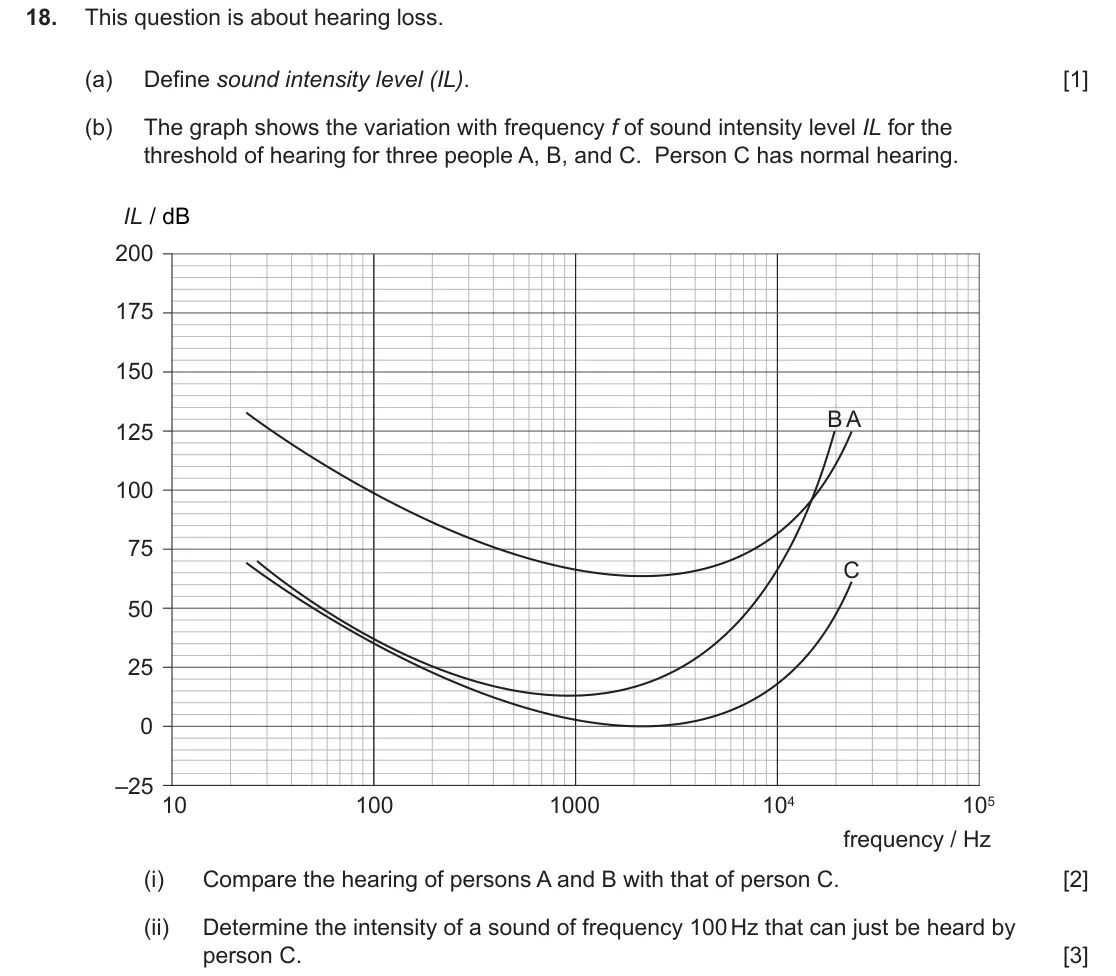 18. This question is about hearing loss.
(a) Define sound intensity level (IL). [1]
(b) The graph shows the variation with frequency f of sound intensity level IL for the
threshold of hearing for three people A, B, and C. Person C has normal hearing.
IL / dB
200
175
150
125
B A
100
75
C
50
25
0
–25
10 100 1000 10⁴ 10⁵
frequency / Hz
(i) Compare the hearing of persons A and B with that of person C. [2]
(ii) Determine the intensity of a sound of frequency 100 Hz that can just be heard by
person C. [3]